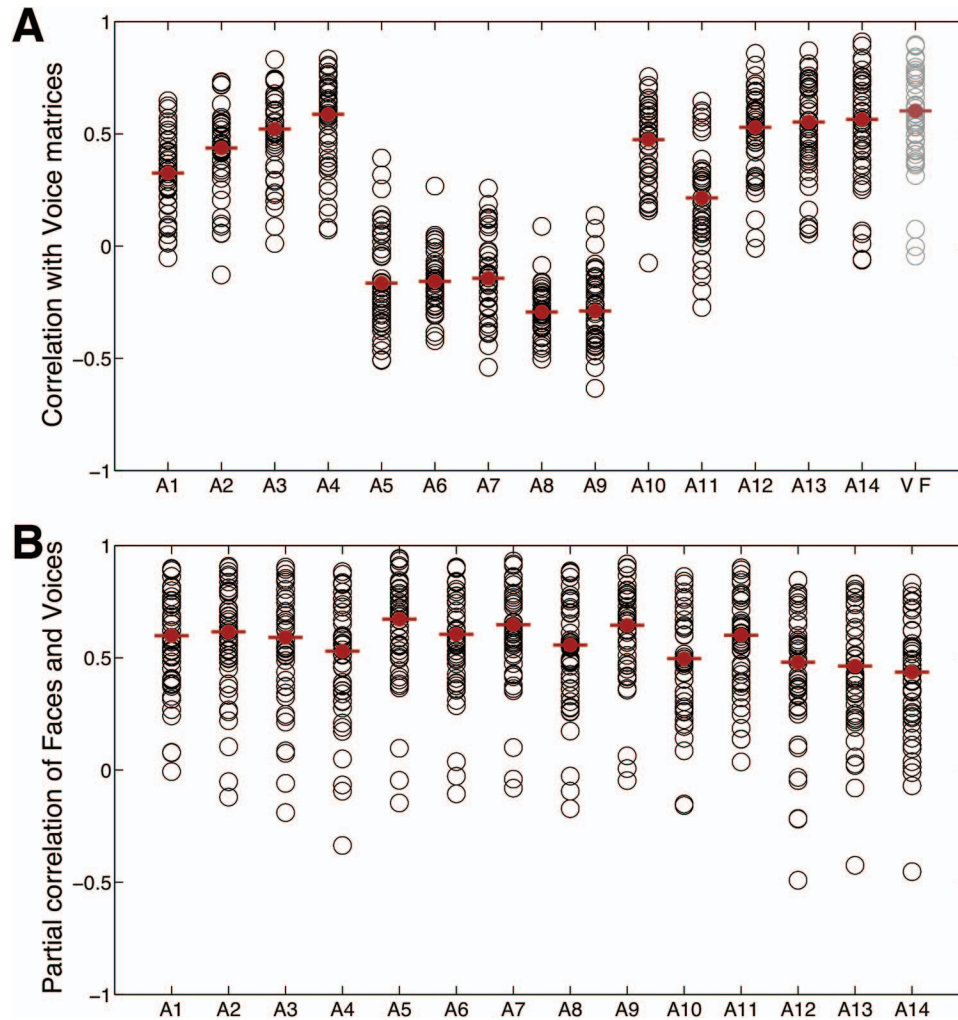 A
Correlation with Voice matrices
1
0.5
0
−0.5
−1
A1 A2 A3 A4 A5 A6 A7 A8 A9 A10 A11 A12 A13 A14 V F
B
Partial correlation of Faces and Voices
1
0.5
0
−0.5
−1
A1 A2 A3 A4 A5 A6 A7 A8 A9 A10 A11 A12 A13 A14